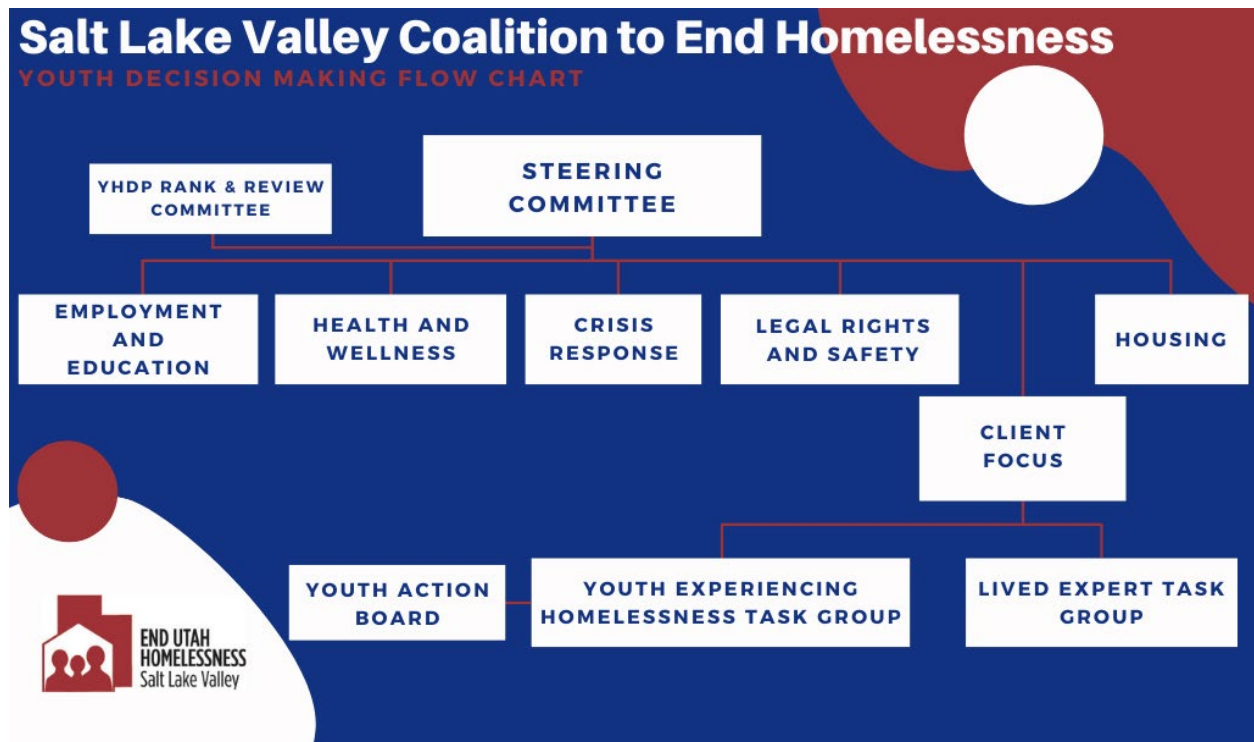 Salt Lake Valley Coalition to End Homelessness
YOUTH DECISION MAKING FLOW CHART
STEERING
COMMITTEE
YHDP RANK & REVIEW
COMMITTEE
EMPLOYMENT
AND
EDUCATION
HEALTH AND
WELLNESS
CRISIS
RESPONSE
LEGAL RIGHTS
AND SAFETY
HOUSING
CLIENT
FOCUS
YOUTH ACTION
BOARD
YOUTH EXPERIENCING
HOMELESSNESS TASK GROUP
LIVED EXPERT TASK
GROUP
END UTAH
HOMELESSNESS
Salt Lake Valley